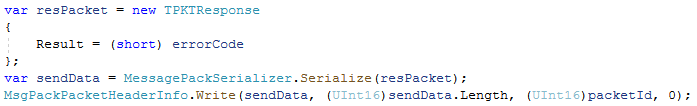 var resPacket = new TPKTResponse
{
    Result = (short) errorCode
};
var sendData = MessagePackSerializer.Serialize(resPacket);
MsgPackPacketHeaderInfo.Write(sendData, (UInt16)sendData.Length, (UInt16)packetId, 0);